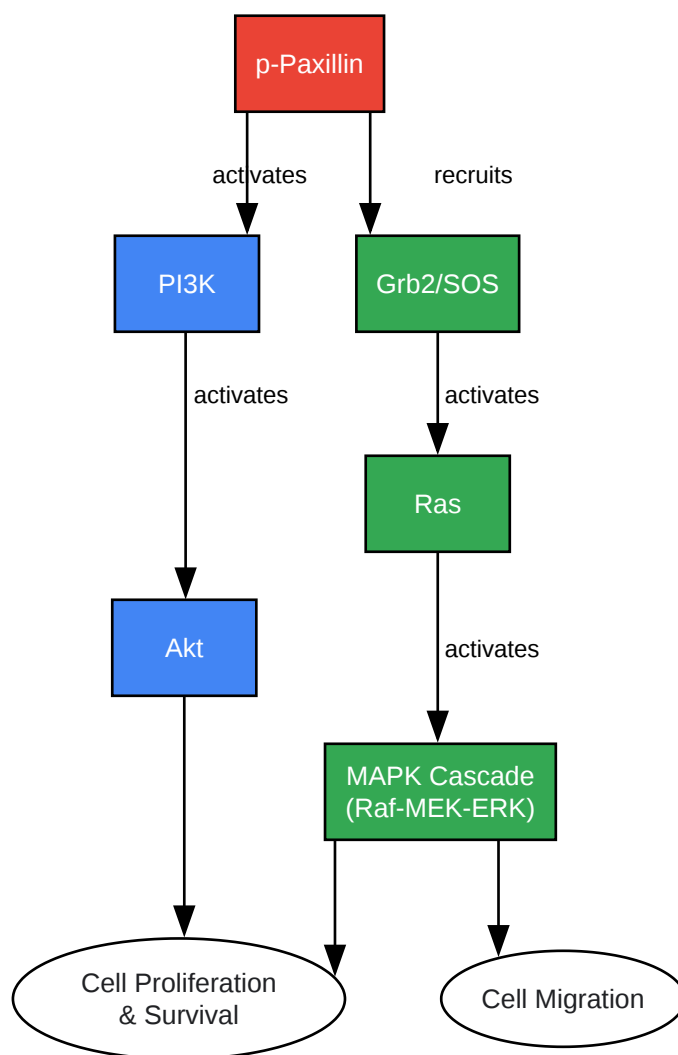 p-Paxillin
activates
recruits
PI3K
Grb2/SOS
activates
activates
Ras
Akt
activates
MAPK Cascade
(Raf-MEK-ERK)
Cell Proliferation
& Survival
Cell Migration